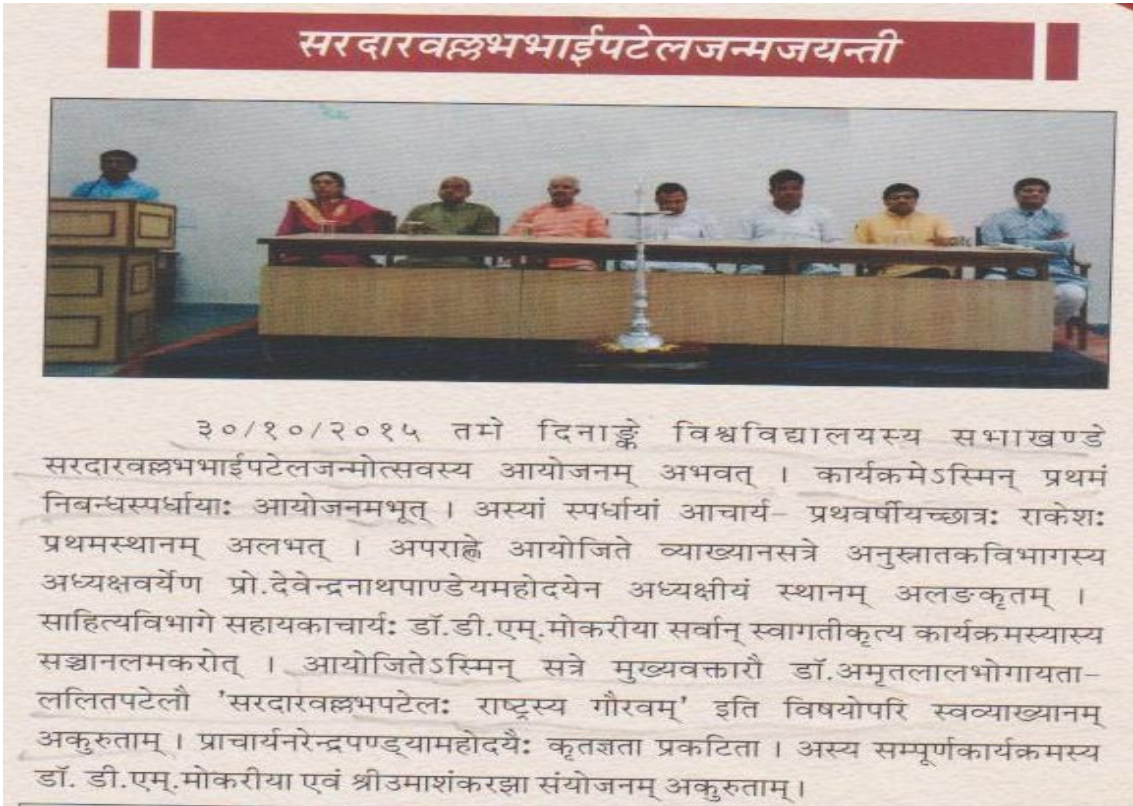 सरदारवल्लभभाईपटेलजन्मजयन्ती
३०/१०/२०१५ तमे दिनाङ्के विश्वविद्यालयस्य सभाखण्डे
सरदारवल्लभभाईपटेलजन्मोत्सवस्य आयोजनम् अभवत् । कार्यक्रमेऽस्मिन् प्रथमं
निबन्धस्पर्धायाः आयोजनमभूत् । अस्यां स्पर्धायां आचार्य- प्रथवर्षीयच्छात्रः राकेशः
प्रथमस्थानम् अलभत् । अपराह्णे आयोजिते व्याख्यानसत्रे अनुस्नातकविभागस्य
अध्यक्षवर्येण प्रो.देवेन्द्रनाथपाण्डेयमहोदयेन अध्यक्षीयं स्थानम् अलङकृतम् ।
साहित्यविभागे सहायकाचार्यः डॉ.डी.एम्.मोकरीया सर्वान् स्वागतीकृत्य कार्यक्रमस्यास्य
सञ्चानलमकरोत् । आयोजितेऽस्मिन् सत्रे मुख्यवक्तारौ डॉ.अमृतलालभोगायता-
ललितपटेलौ 'सरदारवल्लभपटेलः राष्ट्रस्य गौरवम्' इति विषयोपरि स्वव्याख्यानम्
अकुरुताम् । प्राचार्यनरेन्द्रपण्ड्यामहोदयैः कृतज्ञता प्रकटिता । अस्य सम्पूर्णकार्यक्रमस्य
डॉ. डी.एम्.मोकरीया एवं श्रीउमाशंकरझा संयोजनम् अकुरुताम् ।